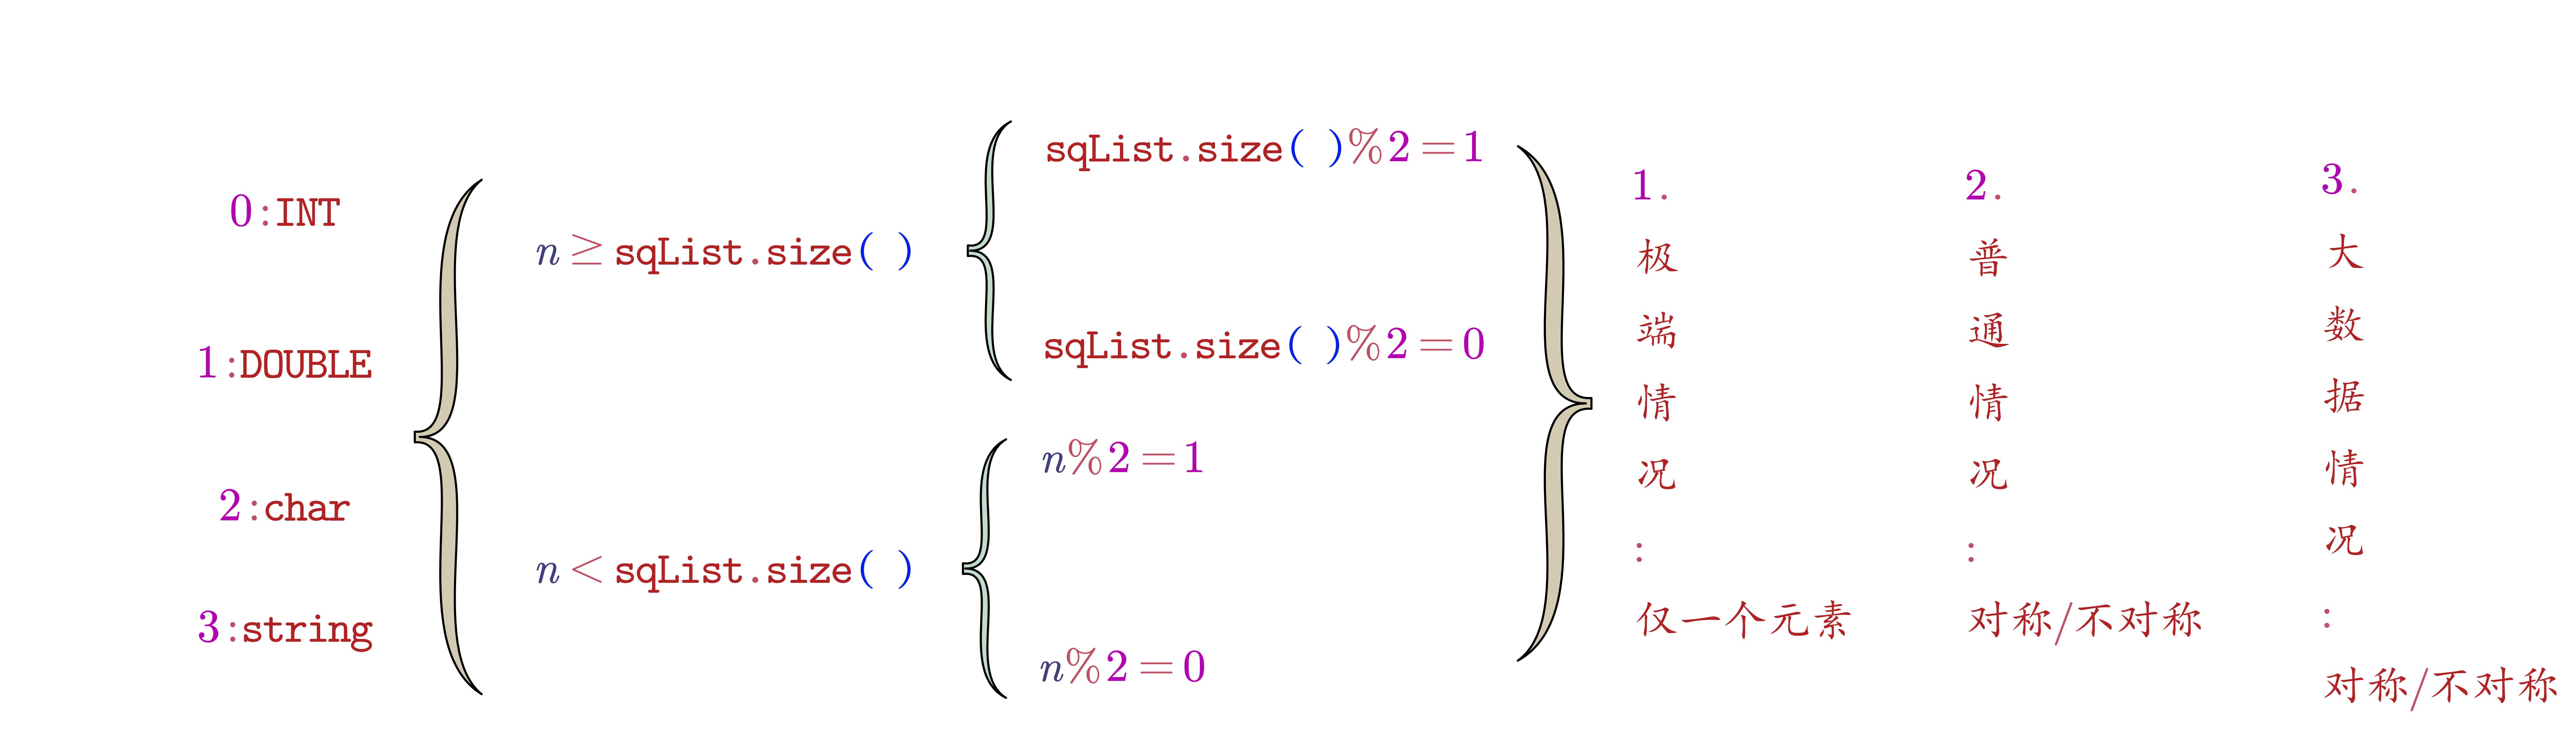 0:INT
1:DOUBLE
2:char
3:string
n ≥ sqList.size( )
n < sqList.size( )
sqList.size( )%2 = 1
sqList.size( )%2 = 0
n%2 = 1
n%2 = 0
1.
极
端
情
况
:
仅一个元素
2.
普
通
情
况
:
对称/不对称
3.
大
数
据
情
况
:
对称/不对称